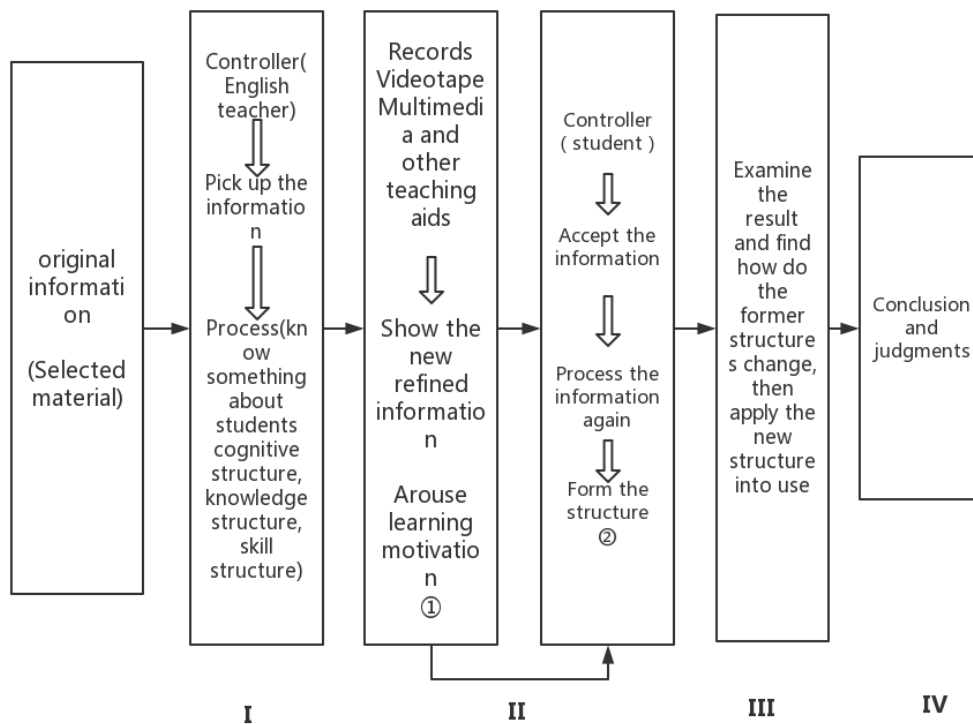 original
informati
on
(Selected
material)
Controller(
English
teacher)
Pick up the
informatio
n
Process(kn
ow
something
about
students
cognitive
structure,
knowledge
structure,
skill
structure)
Records
Videotape
Multimedi
a and
other
teaching
aids
Show the
new
refined
informatio
n
Arouse
learning
motivatio
n
①
Controller
( student )
Accept the
information
Process the
information
again
Form the
structure
②
Examine
the
result
and find
how do
the
former
structure
s change,
then
apply the
new
structure
into use
Conclusion
and
judgments
I
II
III
IV